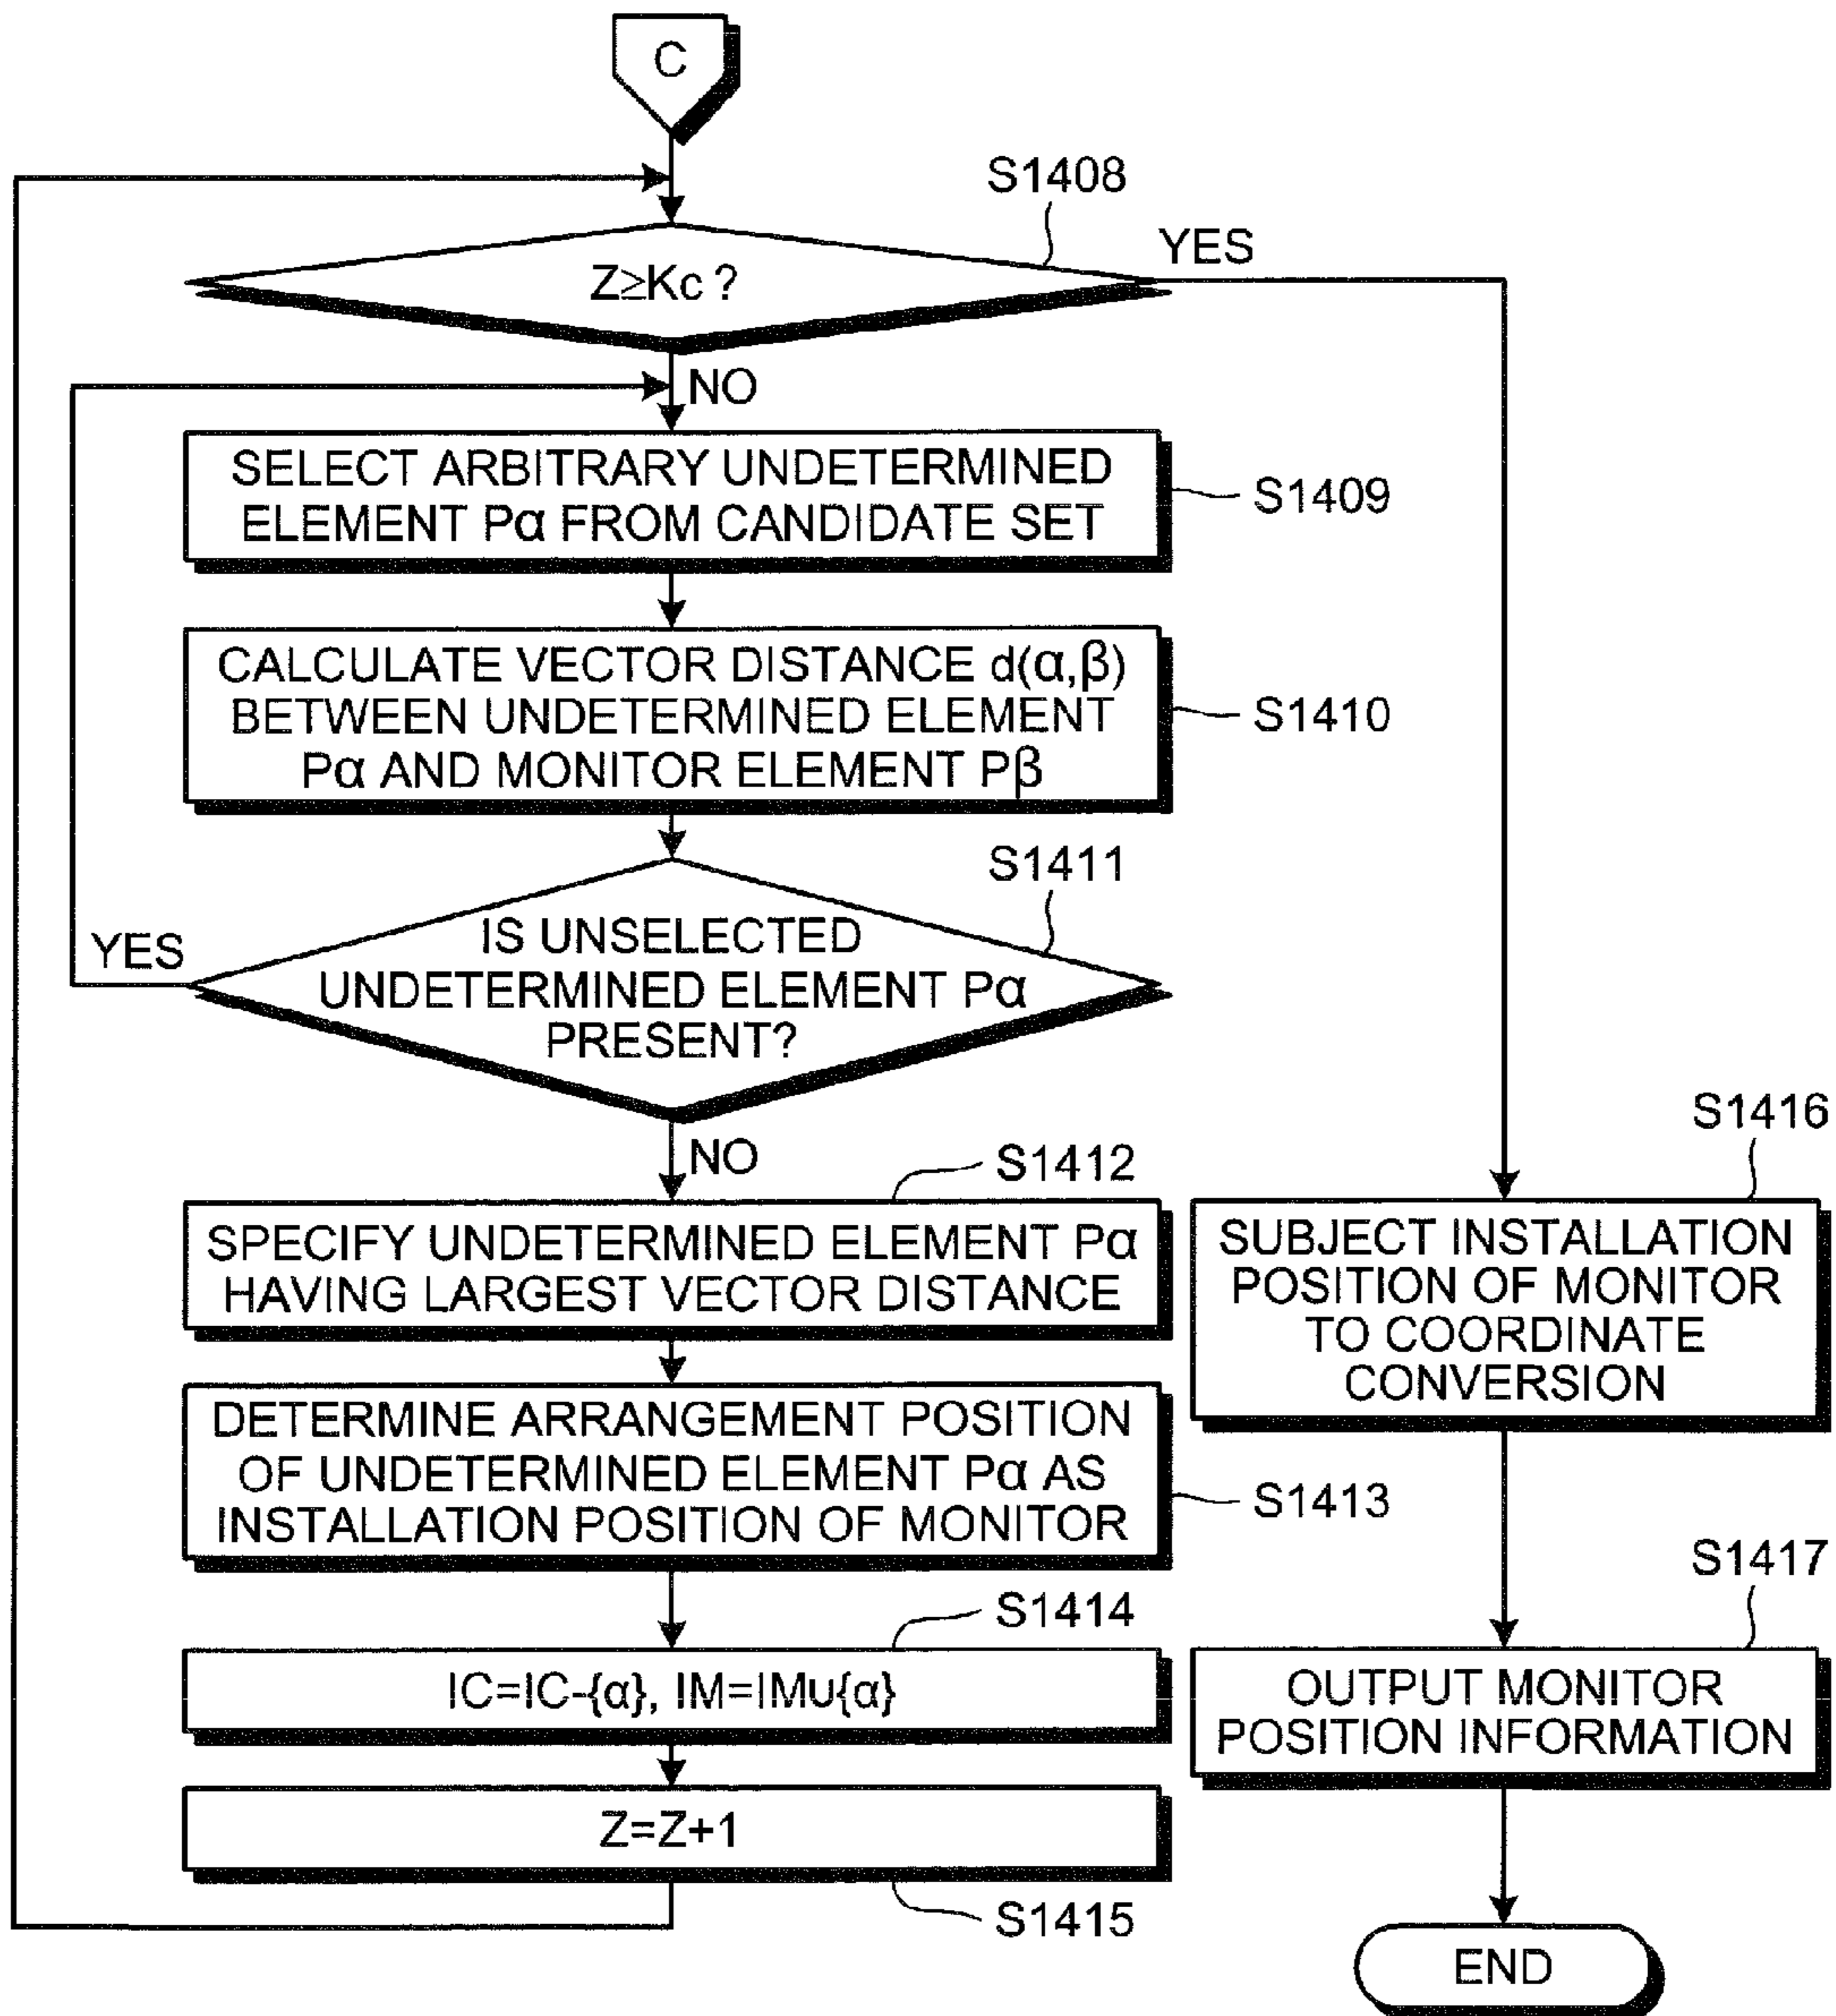 C
S1408
Z≥Kc ?
YES
NO
SELECT ARBITRARY UNDETERMINED
ELEMENT Pα FROM CANDIDATE SET
S1409
CALCULATE VECTOR DISTANCE d(α,β)
BETWEEN UNDETERMINED ELEMENT
Pα AND MONITOR ELEMENT Pβ
S1410
S1411
IS UNSELECTED
UNDETERMINED ELEMENT Pα
PRESENT?
YES
NO
S1412
SPECIFY UNDETERMINED ELEMENT Pα
HAVING LARGEST VECTOR DISTANCE
DETERMINE ARRANGEMENT POSITION
OF UNDETERMINED ELEMENT Pα AS
INSTALLATION POSITION OF MONITOR
S1413
S1414
IC=IC-{α}, IM=IM∪{α}
Z=Z+1
S1415
S1416
SUBJECT INSTALLATION
POSITION OF MONITOR
TO COORDINATE
CONVERSION
S1417
OUTPUT MONITOR
POSITION INFORMATION
END